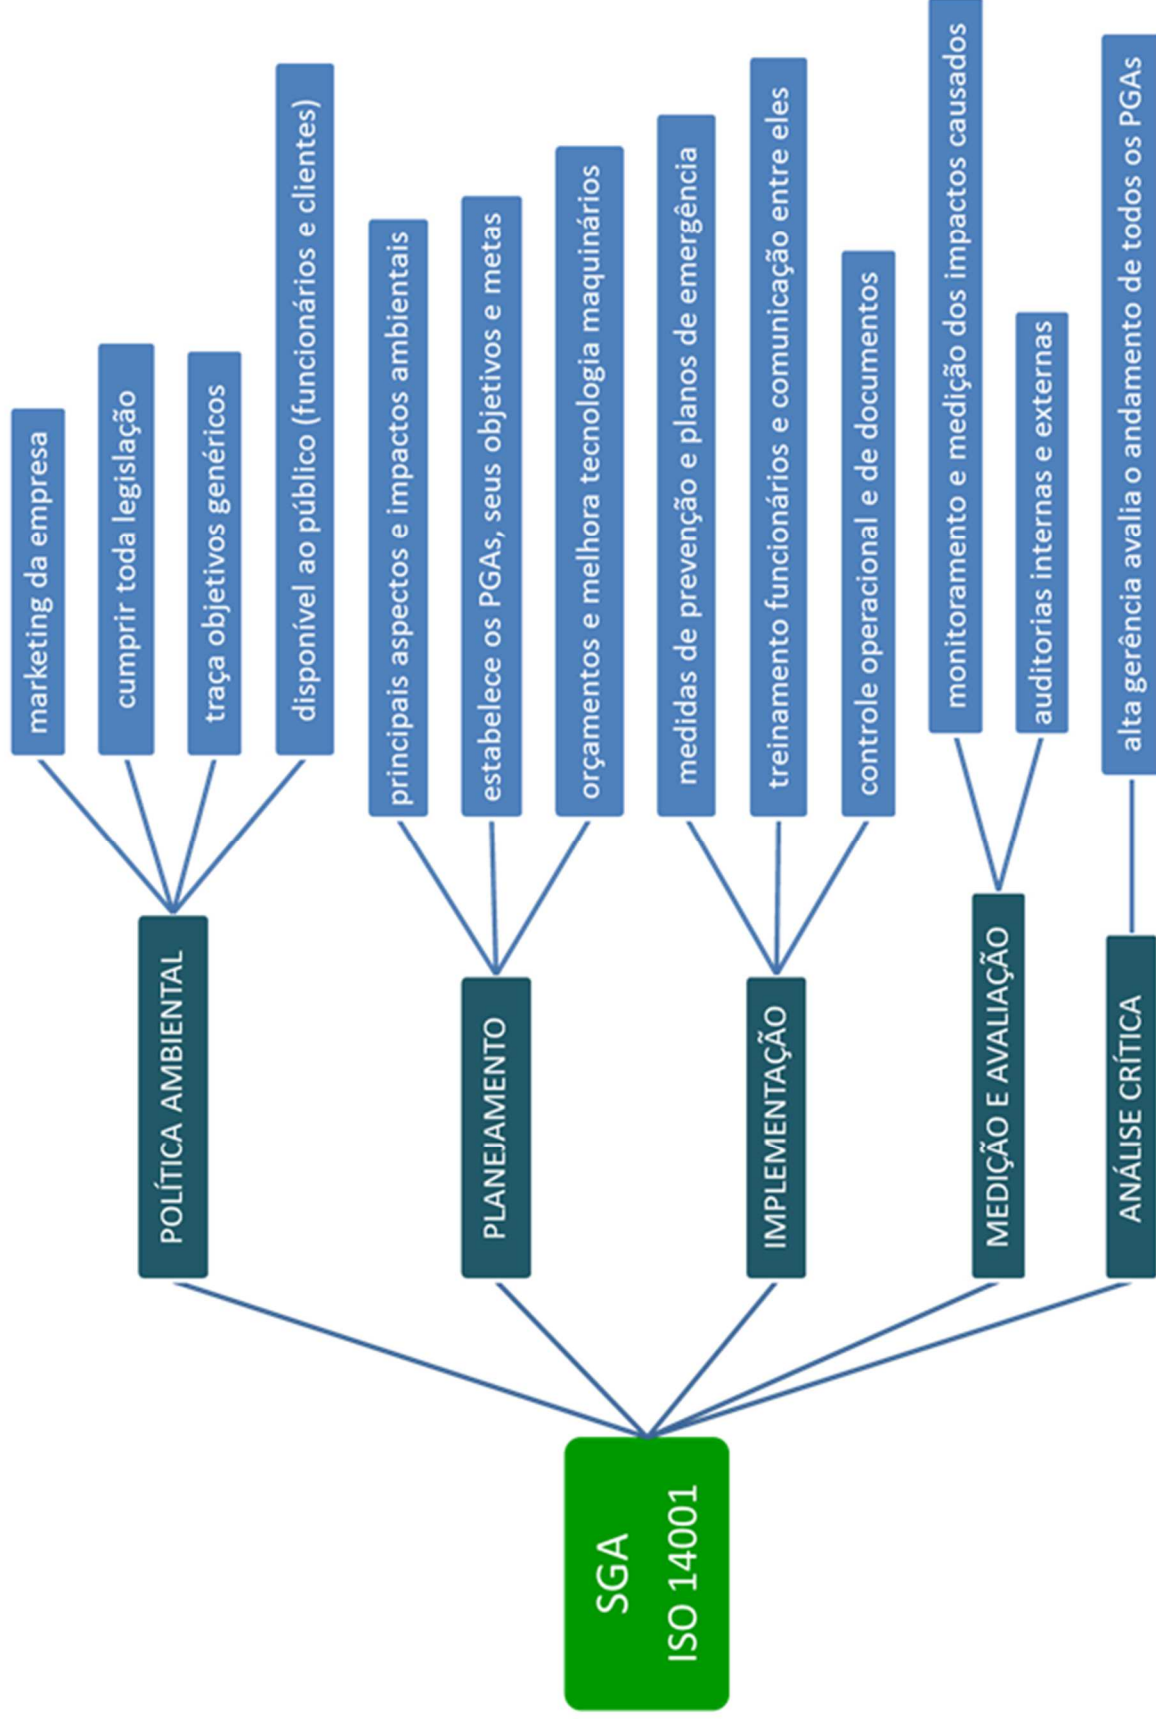 SGA
ISO 14001
POLÍTICA AMBIENTAL
marketing da empresa
cumprir toda legislação
traça objetivos genéricos
disponível ao público (funcionários e clientes)
PLANEJAMENTO
principais aspectos e impactos ambientais
estabelece os PGAs, seus objetivos e metas
orçamentos e melhora tecnologia maquinários
IMPLEMENTAÇÃO
medidas de prevenção e planos de emergência
treinamento funcionários e comunicação entre eles
controle operacional e de documentos
MEDIÇÃO E AVALIAÇÃO
monitoramento e medição dos impactos causados
auditorias internas e externas
ANÁLISE CRÍTICA
alta gerência avalia o andamento de todos os PGAs